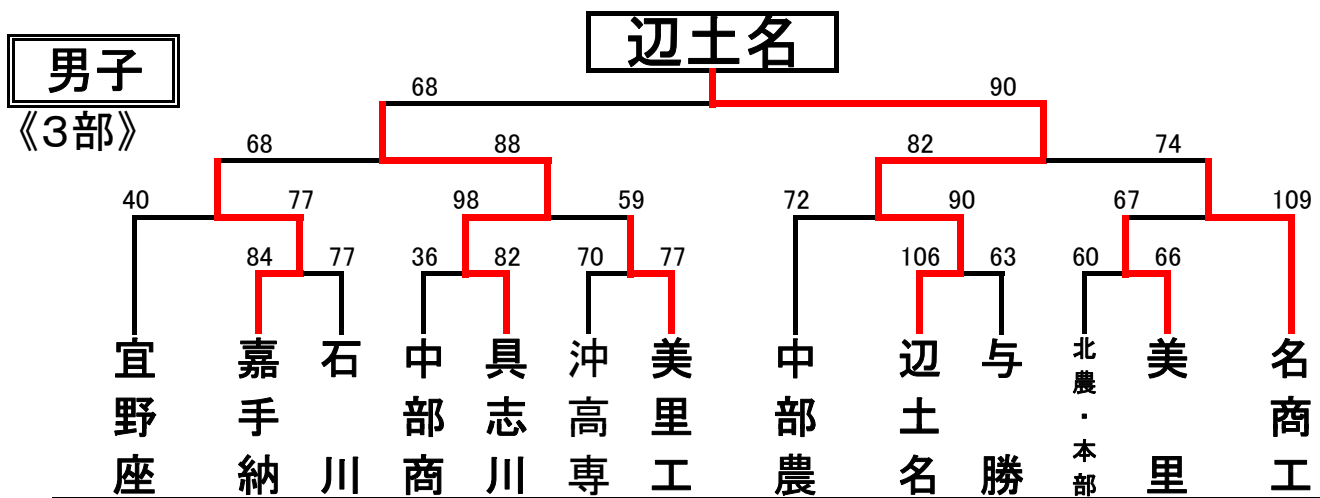 辺土名
男子
《３部》
68 90
68 88 82 74
40 77 98 59 72 90 67 109
84 77 36 82 70 77 106 63 60 66
宜野座
嘉手納
石川
中部商
具志川
沖高専
美里工
中部農
辺土名
与勝
北農・本部
美里
名商工